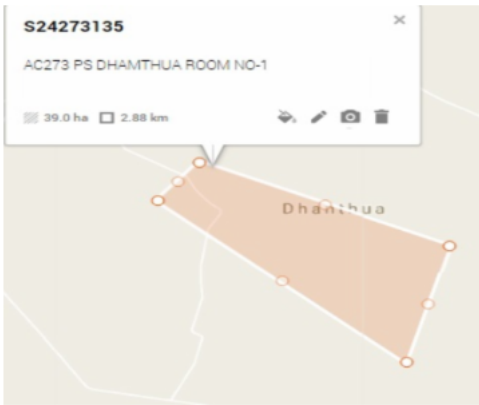 S24273135
AC273 PS DHAMTHUA ROOM NO-1
39.0 ha 2.88 km
Dhanthua